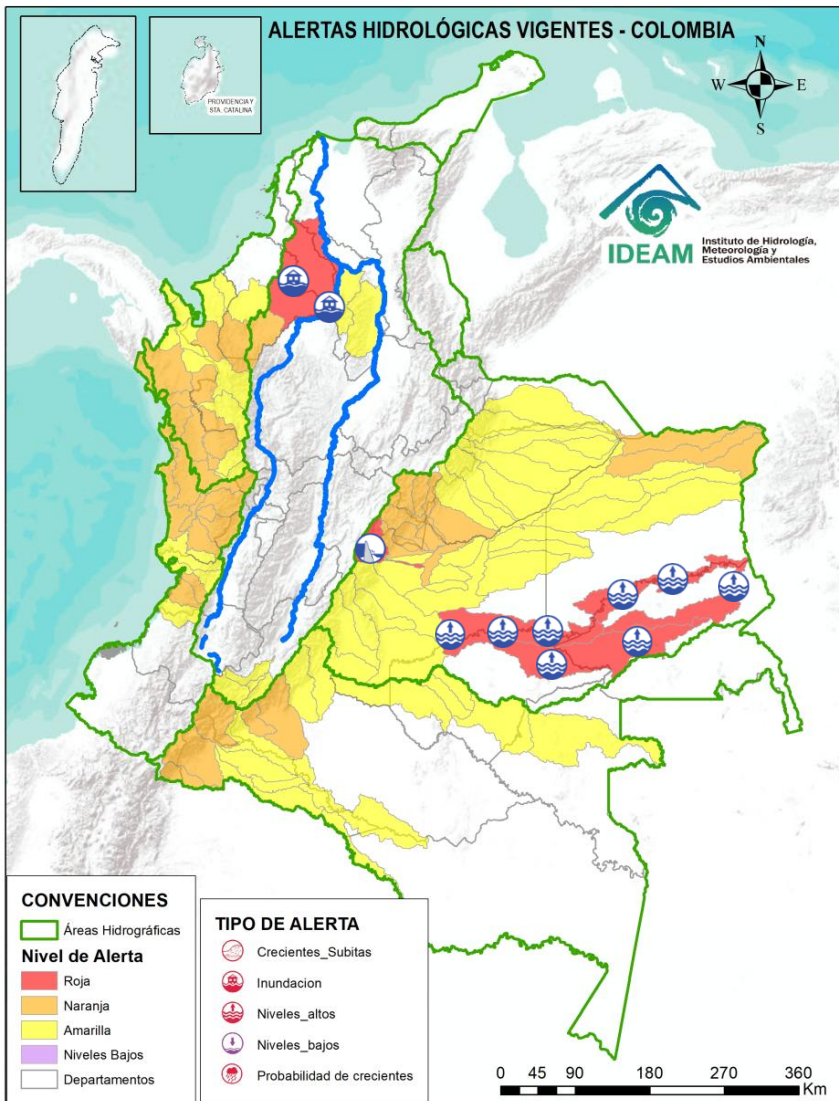 ALERTAS HIDROLÓGICAS VIGENTES - COLOMBIA
PROVIDENCIA Y
STA. CATALINA
N
W
E
S
IDEAM
Instituto de Hidrología,
Meteorología y
Estudios Ambientales
CONVENCIONES
Áreas Hidrográficas
Nivel de Alerta
Roja
Naranja
Amarilla
Niveles Bajos
Departamentos
TIPO DE ALERTA
Crecientes_Subitas
Inundacion
Niveles_altos
Niveles_bajos
Probabilidad de crecientes
0 45 90 180 270 360
Km